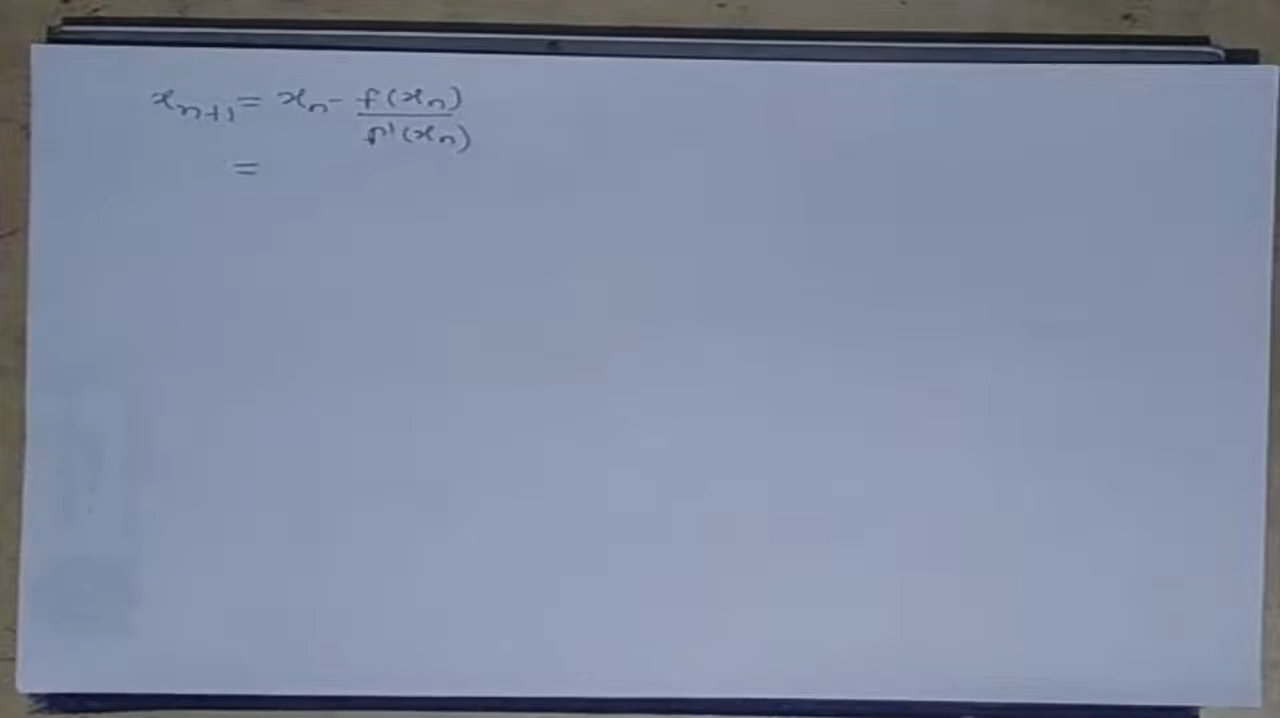 xₙ₊₁ = xₙ - f(xₙ)/f'(xₙ)
=